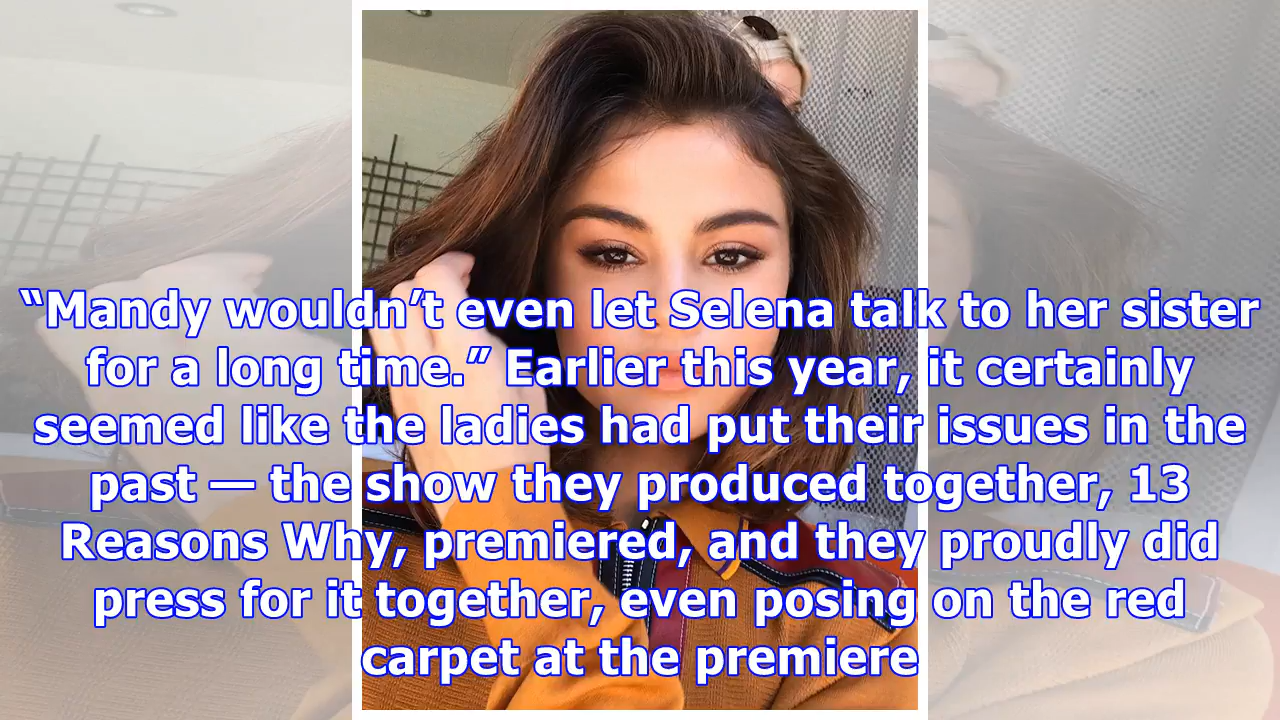 “Mandy wouldn’t even let Selena talk to her sister
for a long time.” Earlier this year, it certainly
seemed like the ladies had put their issues in the
past — the show they produced together, 13
Reasons Why, premiered, and they proudly did
press for it together, even posing on the red
carpet at the premiere